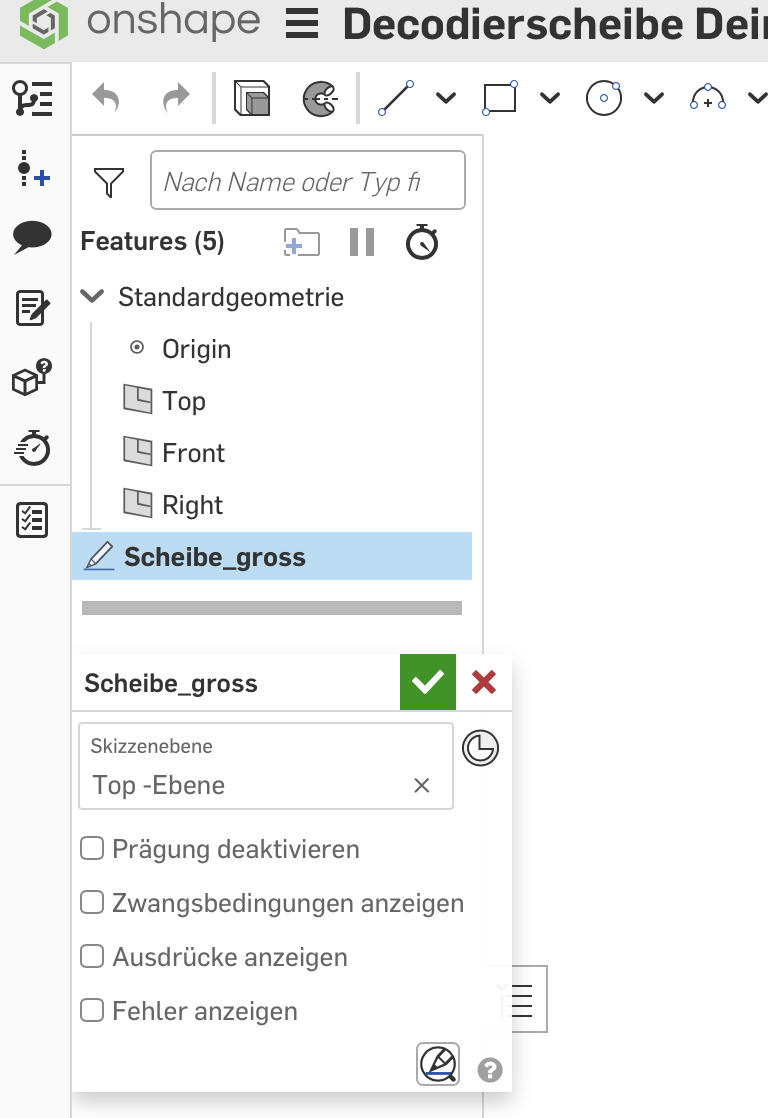 onshape
Decodierscheibe Dei
Nach Name oder Typ fi
Features (5)
Standardgeometrie
Origin
Top
Front
Right
Scheibe_gross
Scheibe_gross
Skizzenebene
Top -Ebene
Prägung deaktivieren
Zwangsbedingungen anzeigen
Ausdrücke anzeigen
Fehler anzeigen